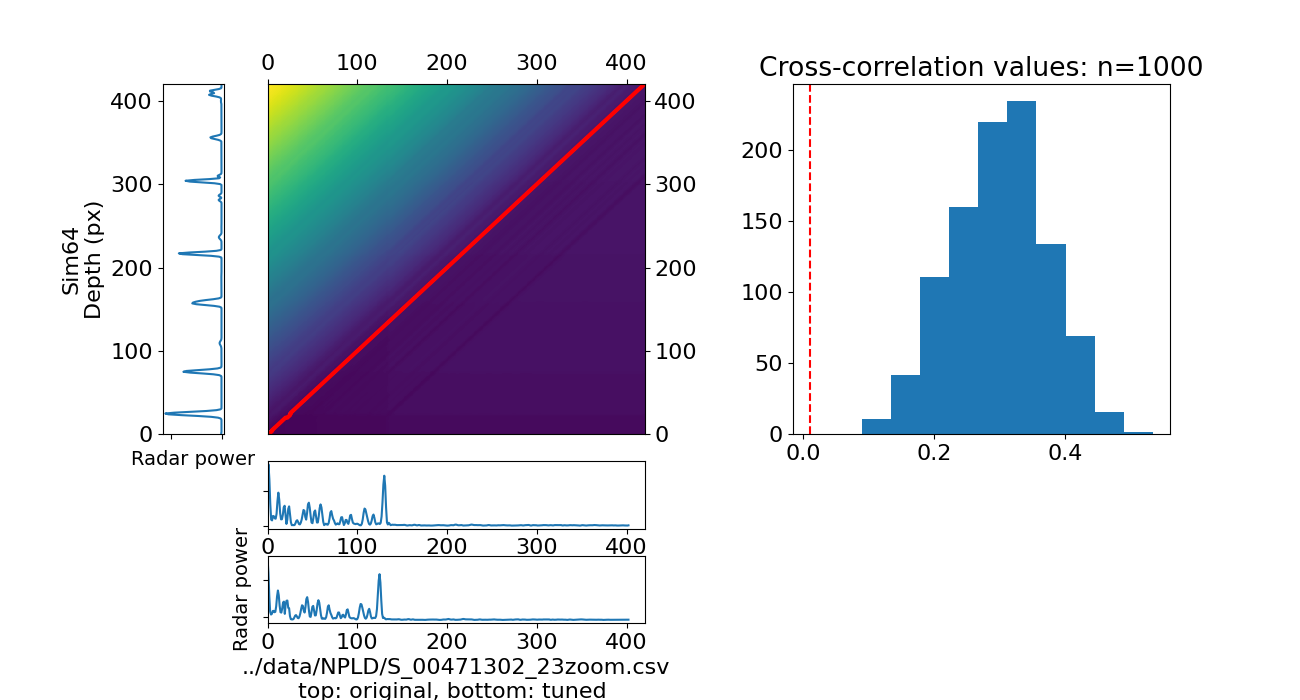 Cross-correlation values: n=1000
0 100 200 300 400
400
300
200
100
0
Sim64
Depth (px)
Radar power
400
300
200
100
0
200
150
100
50
0
0.0 0.2 0.4
0 100 200 300 400
Radar power
0 100 200 300 400
../data/NPLD/S_00471302_23zoom.csv
top: original, bottom: tuned